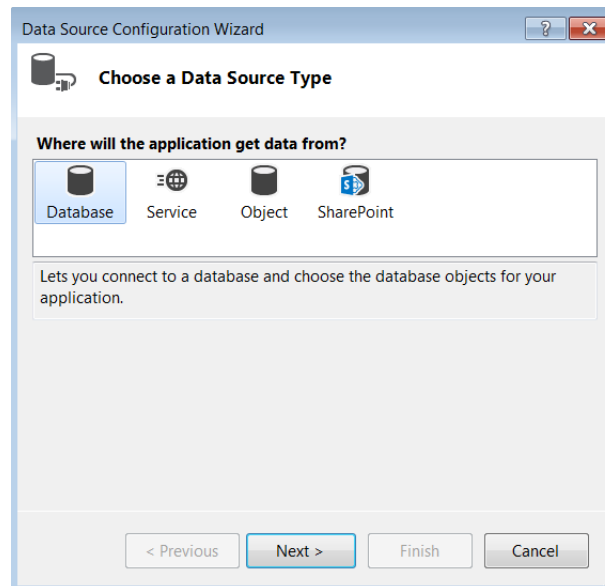 Data Source Configuration Wizard
Choose a Data Source Type
Where will the application get data from?
Database Service Object SharePoint
Lets you connect to a database and choose the database objects for your
application.
< Previous Next > Finish Cancel